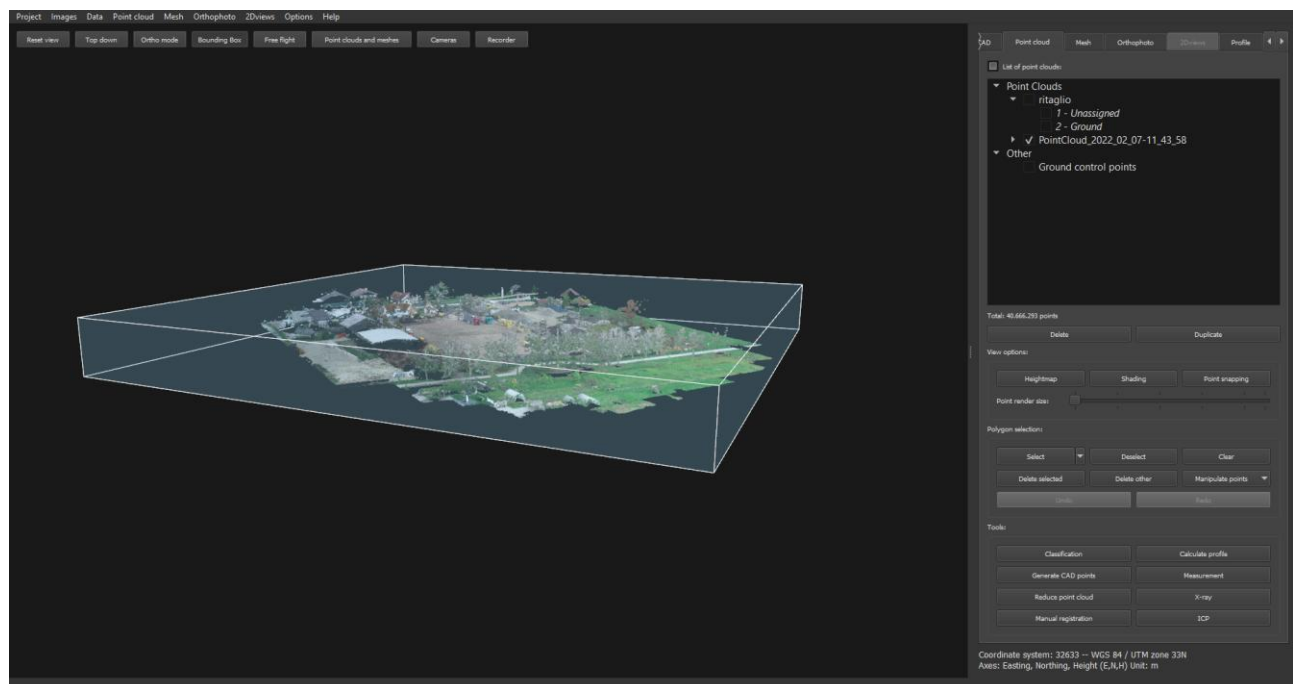 Project Images Data Point cloud Mesh Orthophoto 2Dviews Options Help
Reset view Top down Ortho mode Bounding Box Free flight Point clouds and meshes Cameras Recorder
CAD Point cloud Mesh Orthophoto 2Dviews Profile
List of point clouds:
Point Clouds
ritaglio
1 - Unassigned
2 - Ground
PointCloud_2022_02_07-11_43_58
Other
Ground control points
Total: 48.666.293 points
Delete Duplicate
View options:
Heightmap Shading Point snapping
Point render size:
Polygon selection:
Select Deselect Clear
Delete selected Delete other Manipulate points
Undo Redo
Tools:
Classification Calculate profile
Generate CAD points Measurement
Reduce point cloud X-ray
Manual registration ICP
Coordinate system: 32633 -- WGS 84 / UTM zone 33N
Axes: Easting, Northing, Height (E,N,H) Unit: m